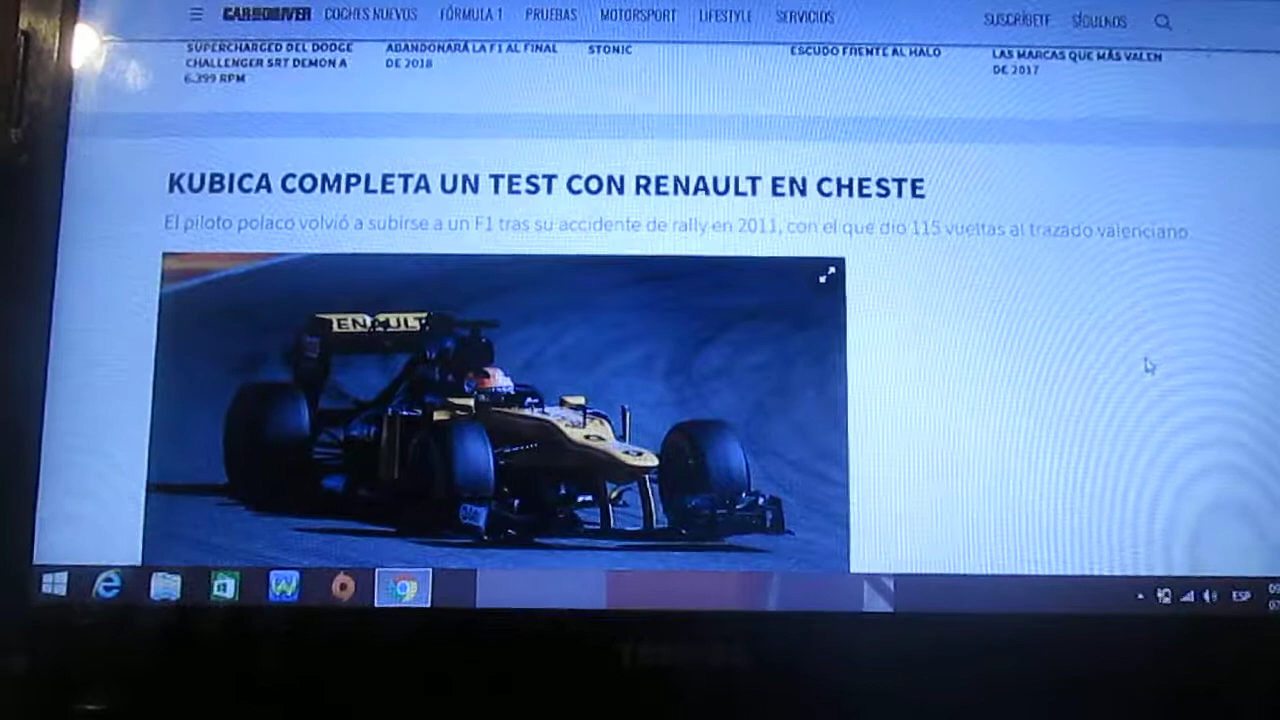 CAR AND DRIVER COCHES NUEVOS FÓRMULA 1 PRUEBAS MOTORSPORT LIFESTYLE SERVICIOS SUSCRÍBETE SÍGUENOS
SUPERCHARGED DEL DODGE
CHALLENGER SRT DEMON A
6.399 RPM
ABANDONARÁ LA F1 AL FINAL
DE 2018
STONIC
ESCUDO FRENTE AL HALO
LAS MARCAS QUE MÁS VALEN
DE 2017
KUBICA COMPLETA UN TEST CON RENAULT EN CHESTE
El piloto polaco volvió a subirse a un F1 tras su accidente de rally en 2011, con el que dio 115 vueltas al trazado valenciano
RENAULT
ESP